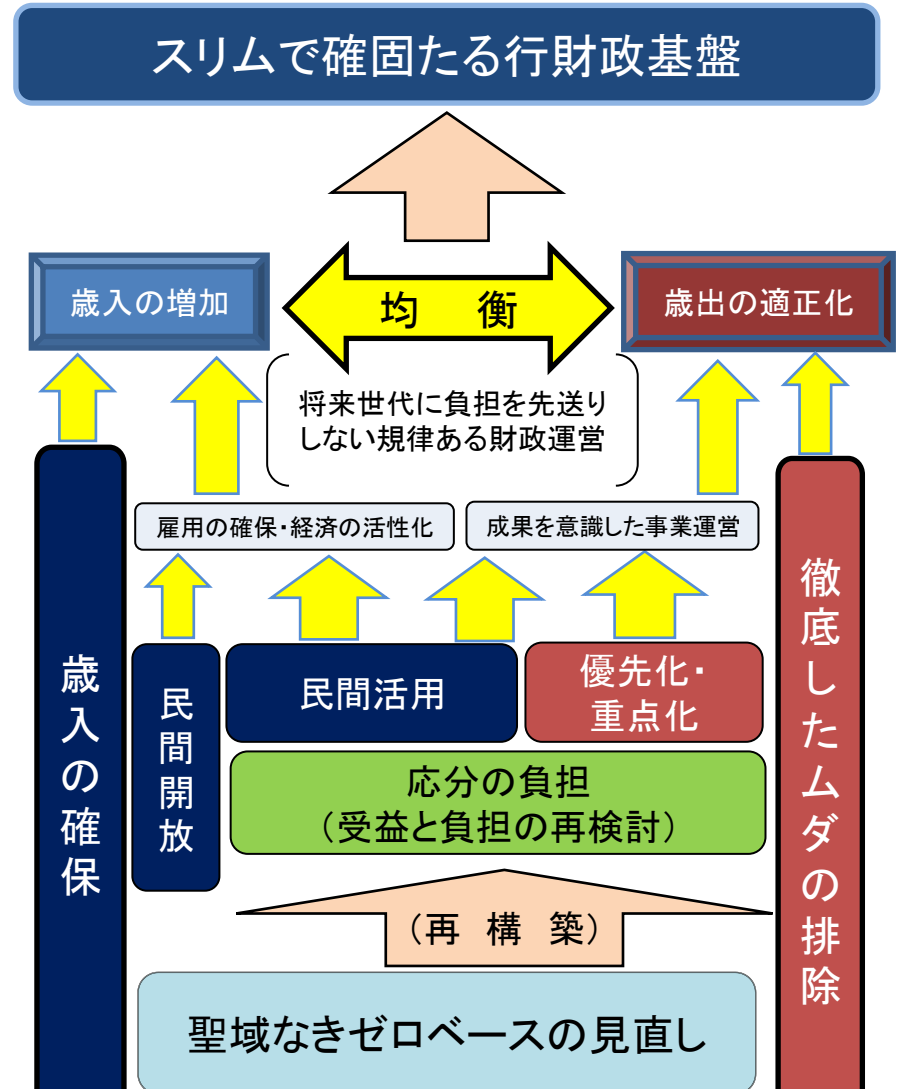 スリムで確固たる行財政基盤
歳入の増加
均 衡
歳出の適正化
将来世代に負担を先送り
しない規律ある財政運営
雇用の確保・経済の活性化
成果を意識した事業運営
歳入の確保
民間開放
民間活用
優先化・
重点化
徹底したムダの排除
応分の負担
（受益と負担の再検討）
（再 構 築）
聖域なきゼロベースの見直し